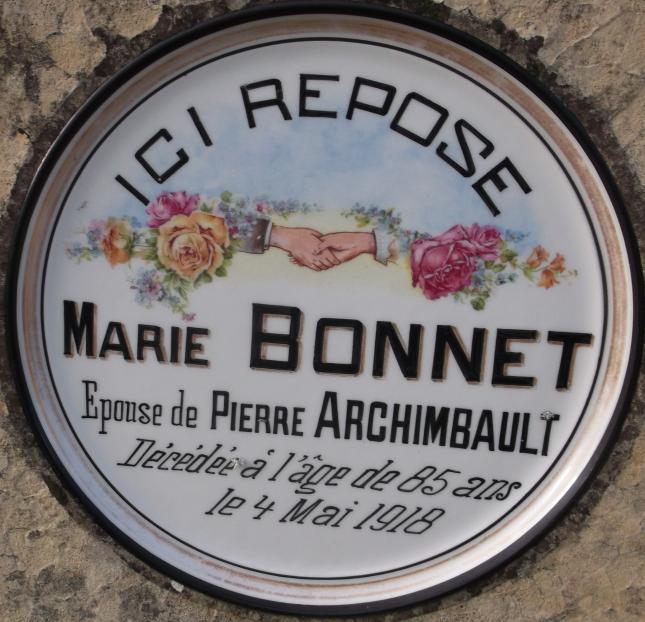 ICI REPOSE
MARIE BONNET
Epouse de PIERRE ARCHIMBAULT
Décédée à l'âge de 85 ans
le 4 Mai 1918